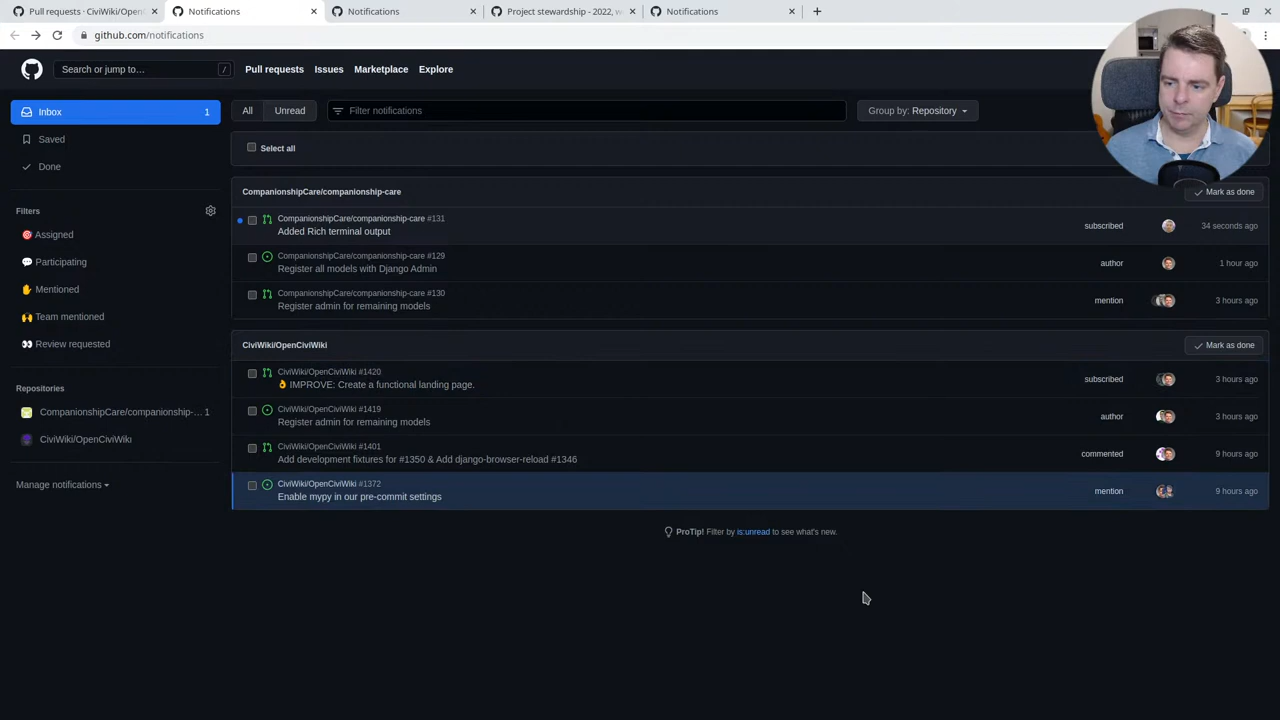 Pull requests · CiviWiki/Open
Notifications
Notifications
Project stewardship - 2022, w
Notifications
github.com/notifications
Search or jump to…
/
Pull requests
Issues
Marketplace
Explore
Inbox
1
Saved
Done
Filters
Assigned
Participating
Mentioned
Team mentioned
Review requested
Repositories
CompanionshipCare/companionship-... 1
CiviWiki/OpenCiviWiki
Manage notifications
All
Unread
Filter notifications
Group by: Repository
Select all
CompanionshipCare/companionship-care
Mark as done
CompanionshipCare/companionship-care #131
Added Rich terminal output
subscribed
34 seconds ago
CompanionshipCare/companionship-care #129
Register all models with Django Admin
author
1 hour ago
CompanionshipCare/companionship-care #130
Register admin for remaining models
mention
3 hours ago
CiviWiki/OpenCiviWiki
Mark as done
CiviWiki/OpenCiviWiki #1420
👌 IMPROVE: Create a functional landing page.
subscribed
3 hours ago
CiviWiki/OpenCiviWiki #1419
Register admin for remaining models
author
3 hours ago
CiviWiki/OpenCiviWiki #1401
Add development fixtures for #1350 & Add django-browser-reload #1346
commented
9 hours ago
CiviWiki/OpenCiviWiki #1372
Enable mypy in our pre-commit settings
mention
9 hours ago
ProTip! Filter by is:unread to see what's new.